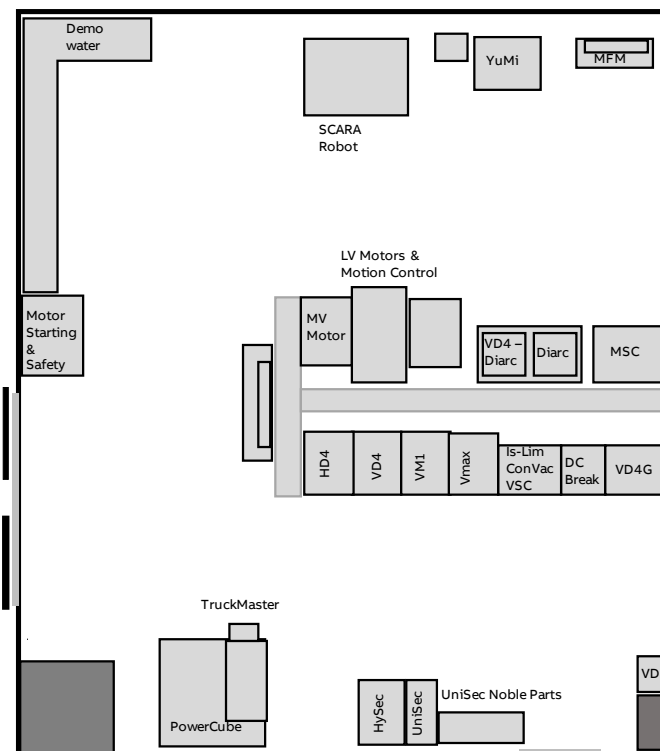 Demo
water
YuMi
MFM
SCARA
Robot
LV Motors &
Motion Control
Motor
Starting
&
Safety
MV
Motor
VD4 –
Diarc
Diarc
MSC
HD4
VD4
VM1
Vmax
Is-Lim
ConVac
VSC
DC
Break
VD4G
TruckMaster
PowerCube
HySec
UniSec
UniSec Noble Parts
VD